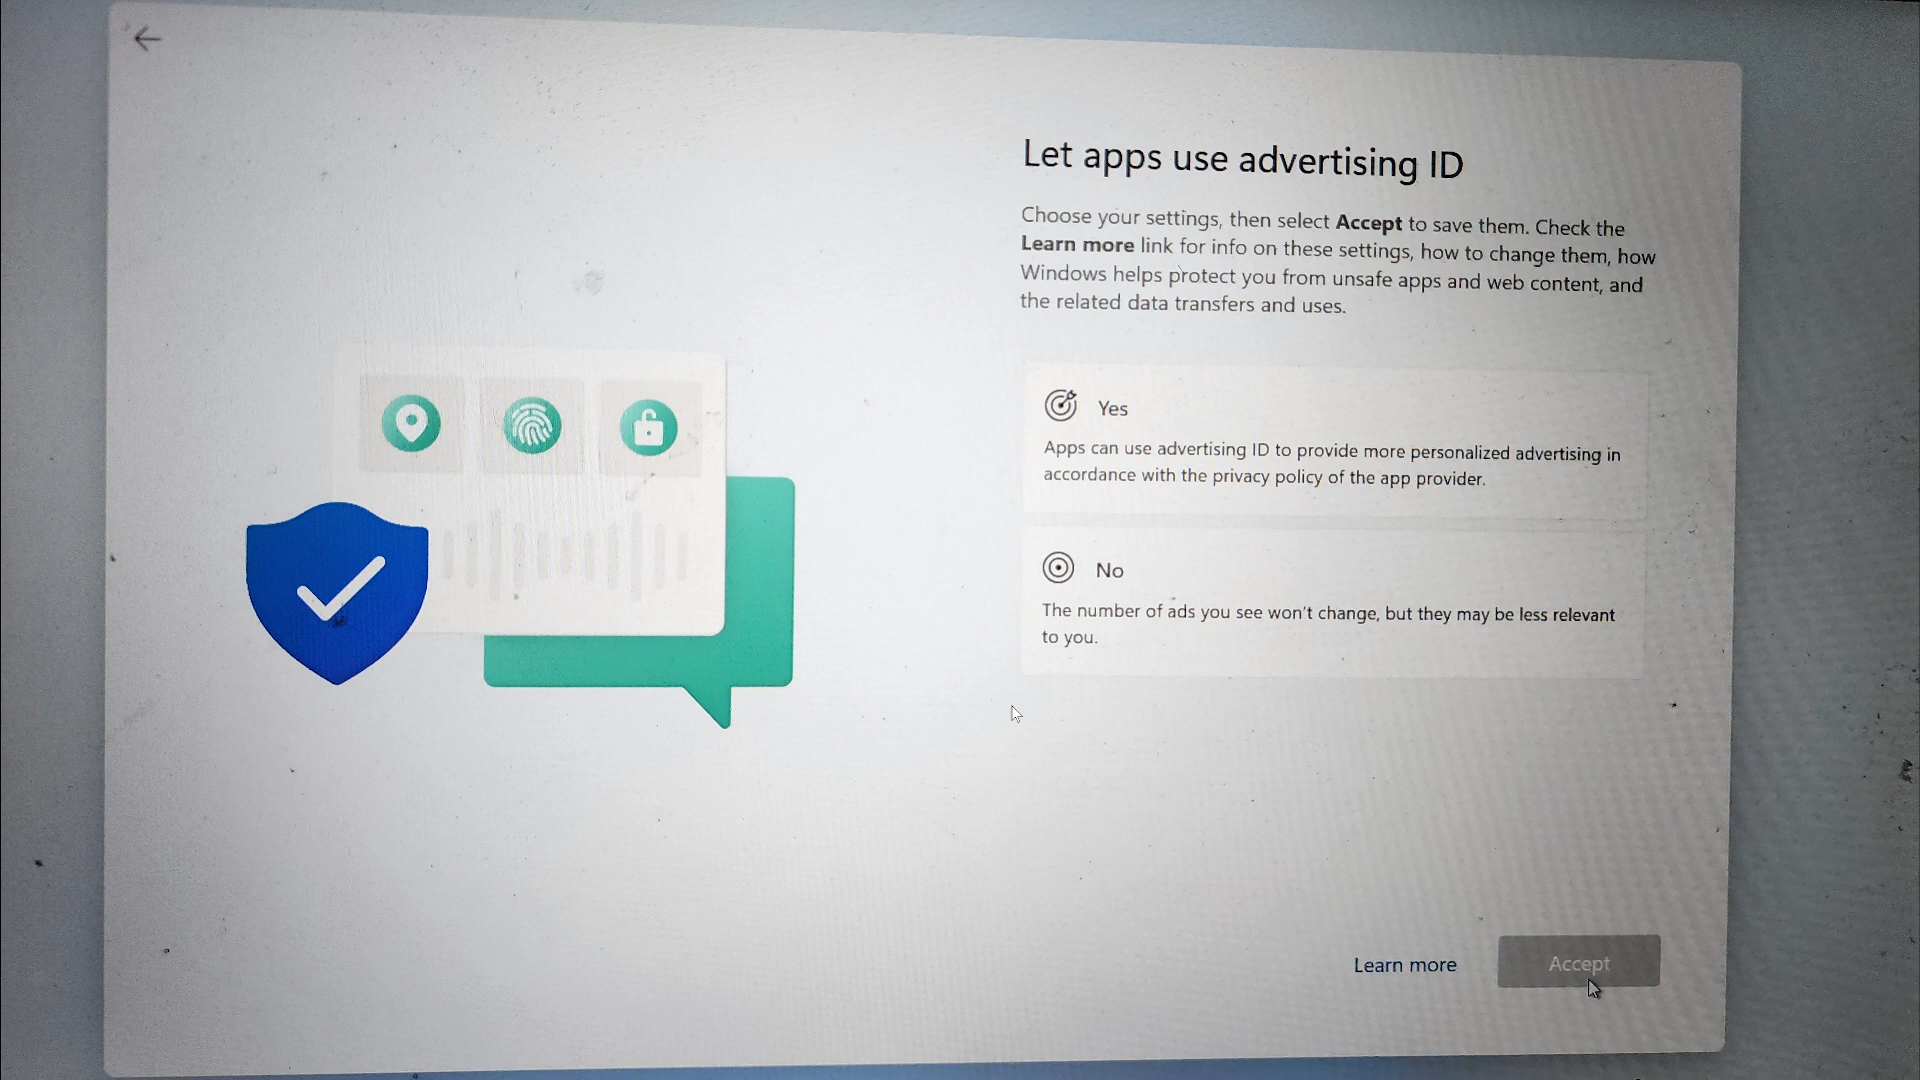 Let apps use advertising ID
Choose your settings, then select Accept to save them. Check the
Learn more link for info on these settings, how to change them, how
Windows helps protect you from unsafe apps and web content, and
the related data transfers and uses.
Yes
Apps can use advertising ID to provide more personalized advertising in
accordance with the privacy policy of the app provider.
No
The number of ads you see won't change, but they may be less relevant
to you.
Learn more
Accept